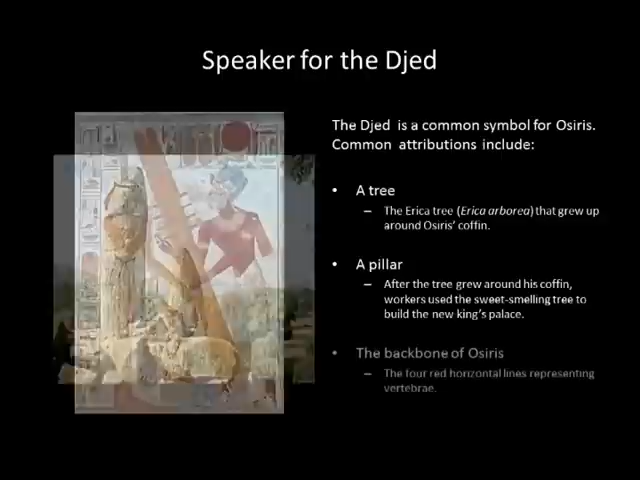 Speaker for the Djed
The Djed is a common symbol for Osiris.
Common attributions include:
• A tree
– The Erica tree (Erica arborea) that grew up
around Osiris' coffin.
• A pillar
– After the tree grew around his coffin,
workers used the sweet-smelling tree to
build the new king's palace.
• The backbone of Osiris
– The four red horizontal lines representing
vertebrae.